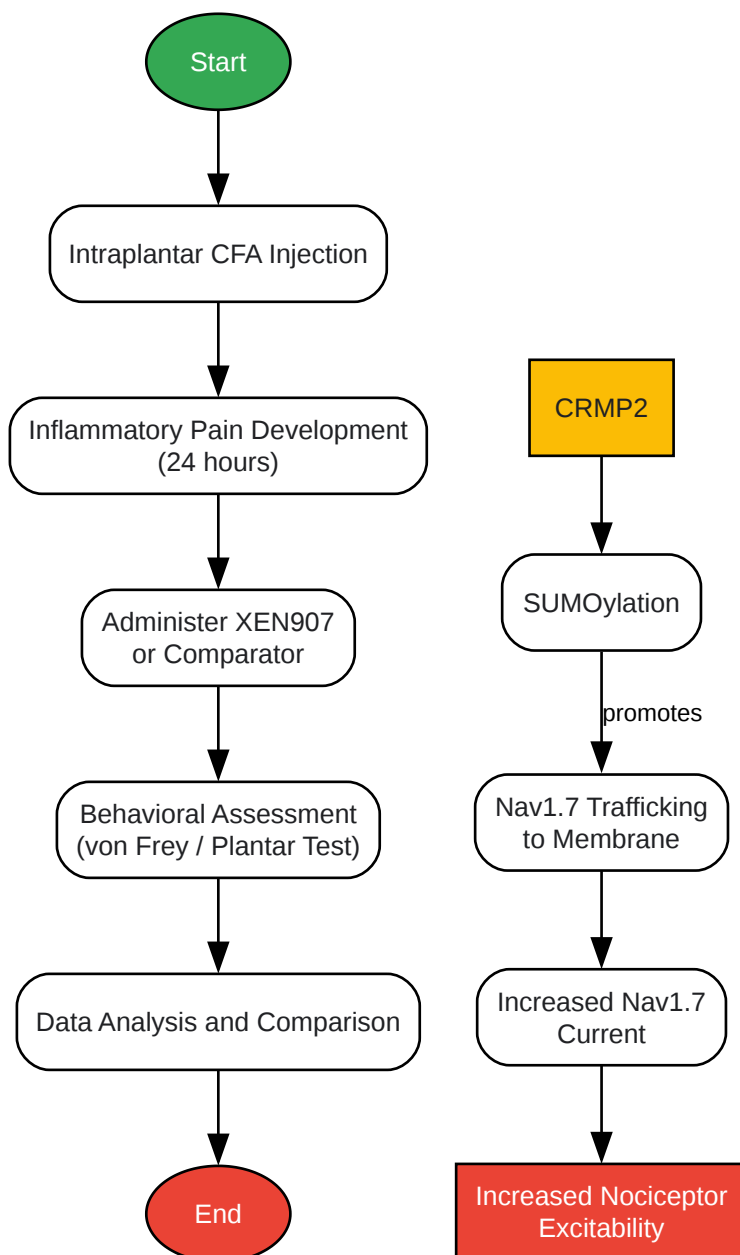 Start
Intraplantar CFA Injection
Inflammatory Pain Development
(24 hours)
Administer XEN907
or Comparator
Behavioral Assessment
(von Frey / Plantar Test)
Data Analysis and Comparison
End
CRMP2
SUMOylation
promotes
Nav1.7 Trafficking
to Membrane
Increased Nav1.7
Current
Increased Nociceptor
Excitability